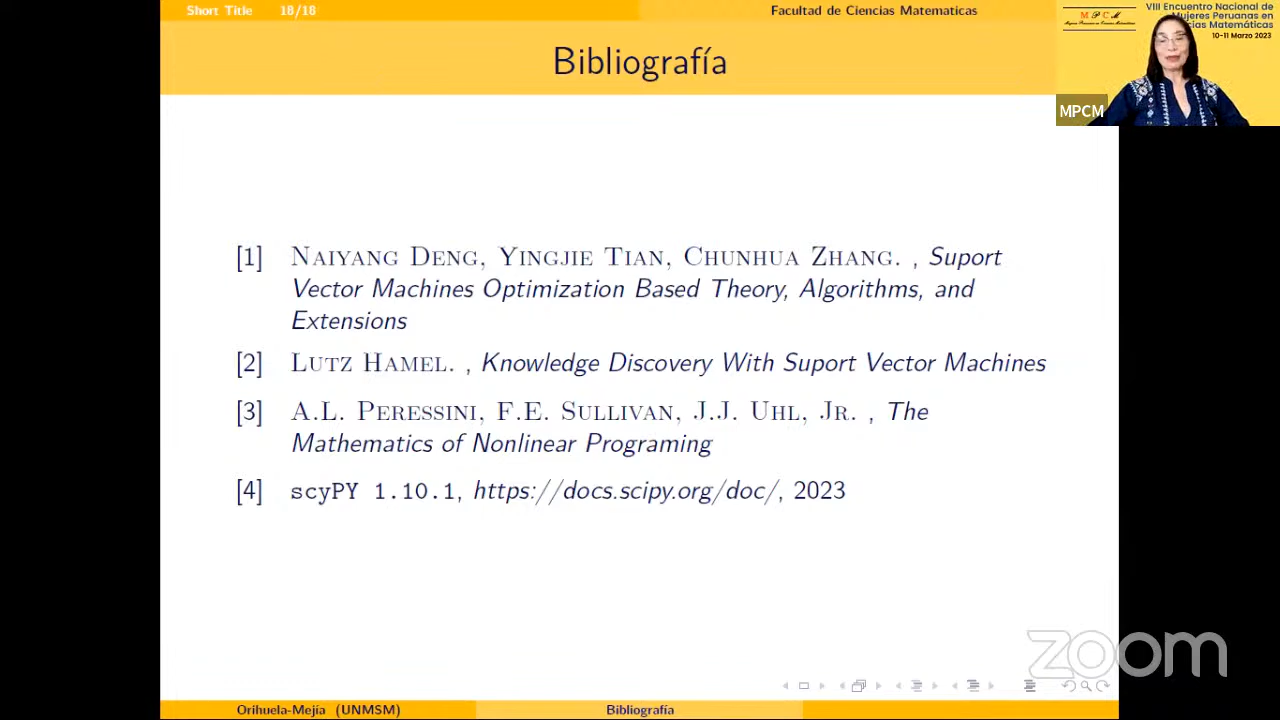 Short Title 18/18
Facultad de Ciencias Matematicas
Bibliografía
M P C M
VIII Encuentro Nacional de
Mujeres Peruanas en
cias Matemáticas
10-11 Marzo 2023
MPCM
[1] Naiyang Deng, Yingjie Tian, Chunhua Zhang. , Suport
Vector Machines Optimization Based Theory, Algorithms, and
Extensions
[2] Lutz Hamel. , Knowledge Discovery With Suport Vector Machines
[3] A.L. Peressini, F.E. Sullivan, J.J. Uhl, Jr. , The
Mathematics of Nonlinear Programing
[4] scyPY 1.10.1, https://docs.scipy.org/doc/, 2023
zoom
Orihuela-Mejía (UNMSM)
Bibliografía